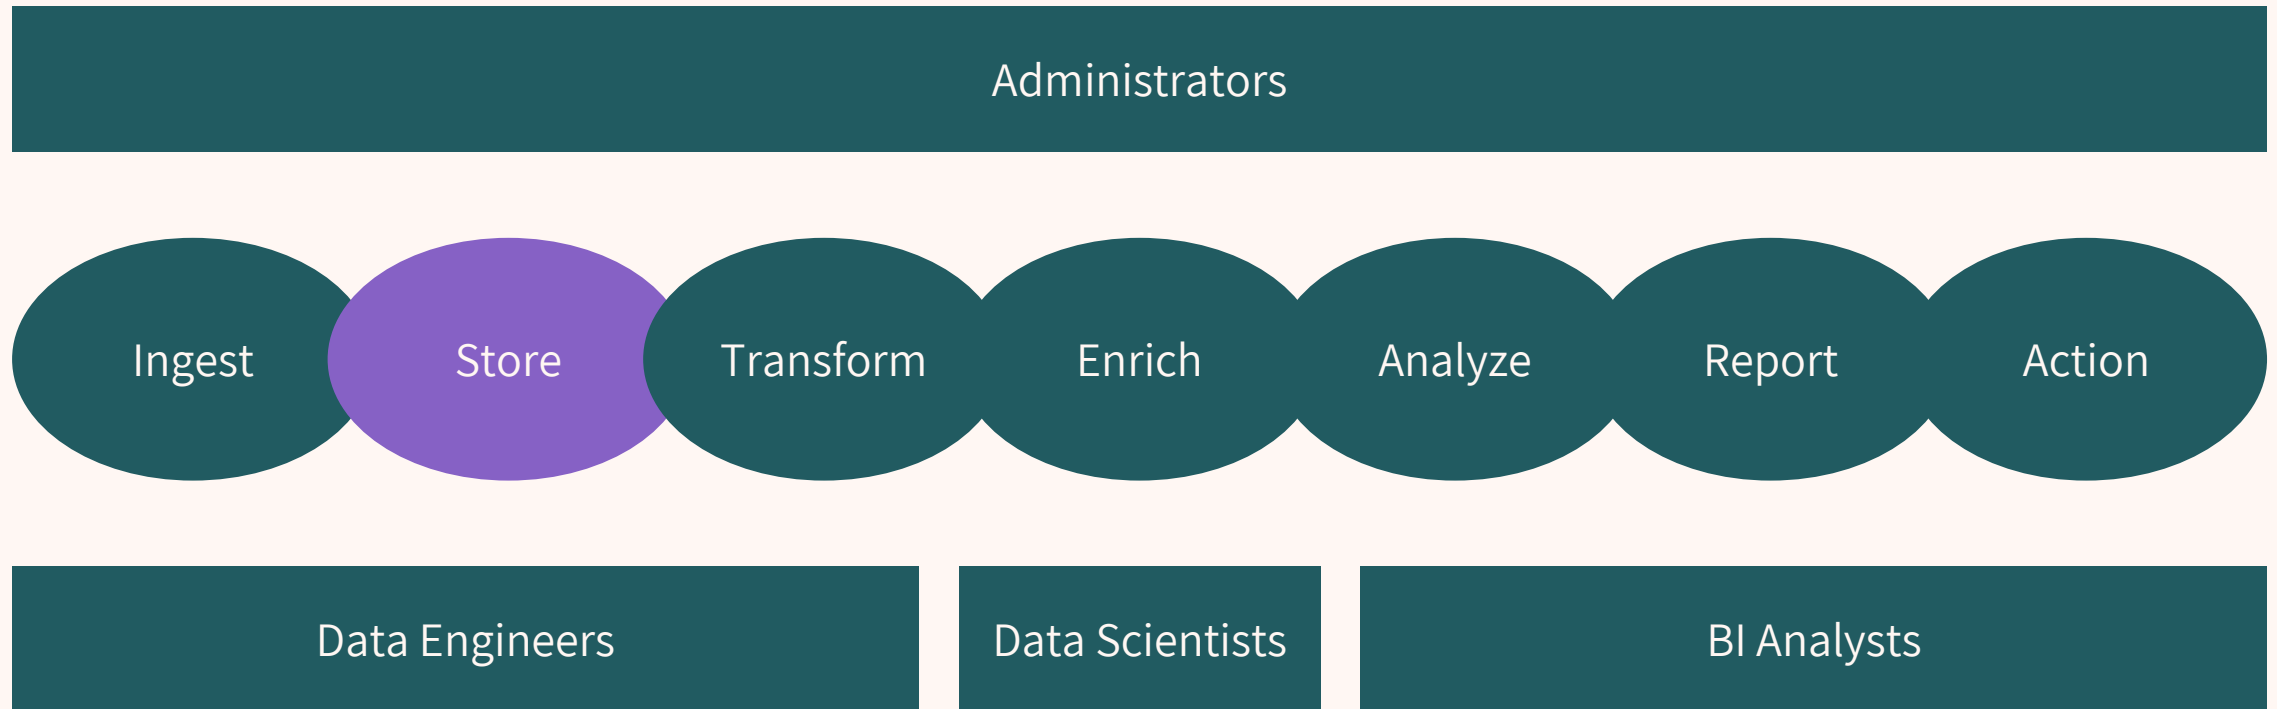 Administrators
Ingest
Store
Transform
Enrich
Analyze
Report
Action
Data Engineers
Data Scientists
BI Analysts